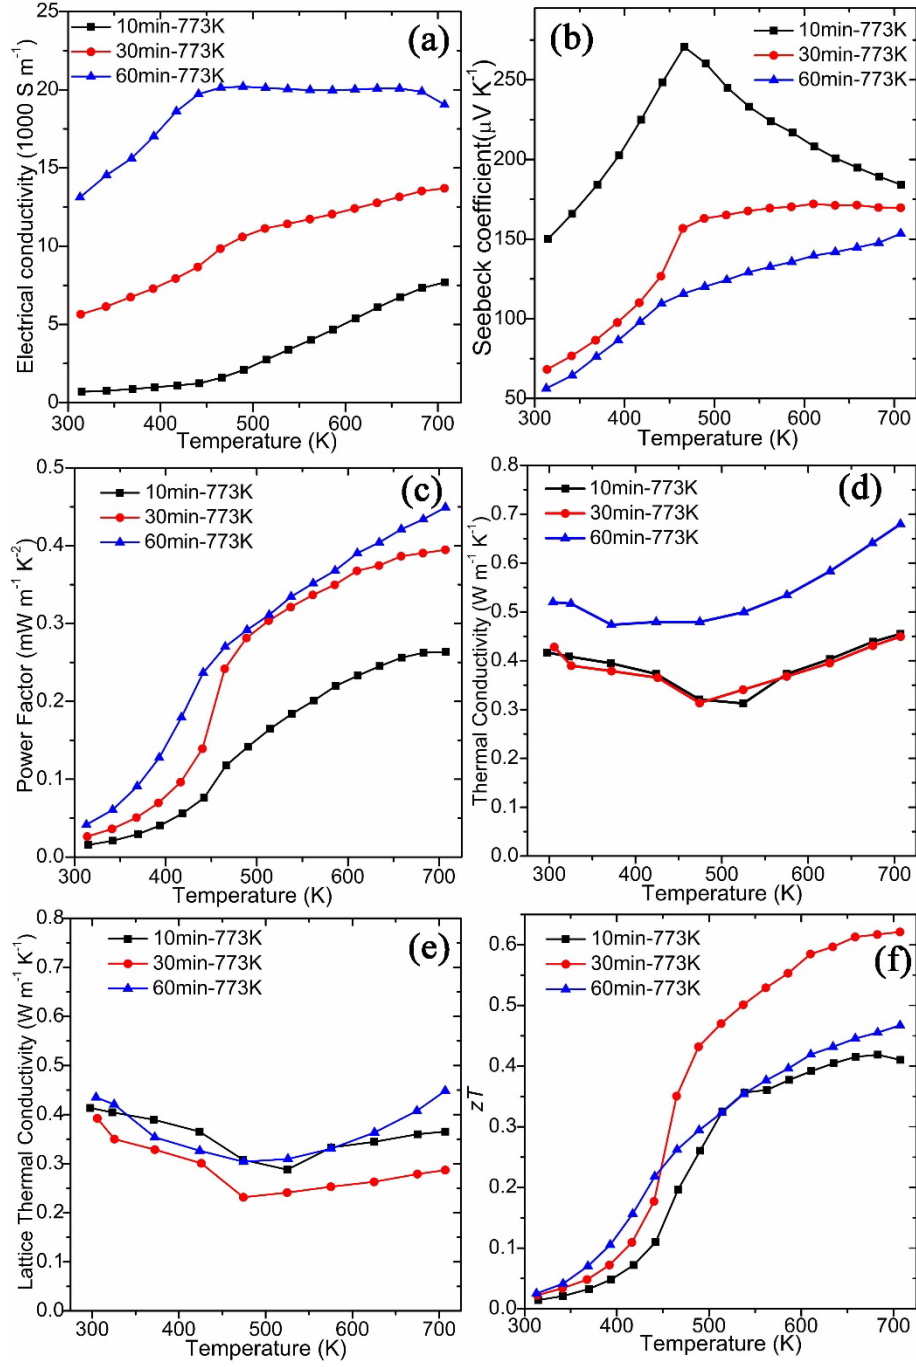 (a)
10min-773K
30min-773K
60min-773K
25
20
15
10
5
0
Electrical conductivity (1000 S m⁻¹)
300 400 500 600 700
Temperature (K)
(b)
10min-773K
30min-773K
60min-773K
250
200
150
100
50
Seebeck coefficient(μV K⁻¹)
300 400 500 600 700
Temperature (K)
(c)
10min-773K
30min-773K
60min-773K
0.5
0.4
0.3
0.2
0.1
0.0
Power Factor (mW m⁻¹ K⁻²)
300 350 400 450 500 550 600 650 700
Temperature (K)
(d)
10min-773K
30min-773K
60min-773K
0.8
0.7
0.6
0.5
0.4
0.3
0.2
0.1
0.0
Thermal Conductivity (W m⁻¹ K⁻¹)
300 400 500 600 700
Temperature (K)
(e)
10min-773K
30min-773K
60min-773K
0.8
0.7
0.6
0.5
0.4
0.3
0.2
0.1
0.0
Lattice Thermal Conductivity (W m⁻¹ K⁻¹)
300 400 500 600 700
Temperature (K)
(f)
10min-773K
30min-773K
60min-773K
0.6
0.5
0.4
0.3
0.2
0.1
0.0
zT
300 400 500 600 700
Temperature (K)